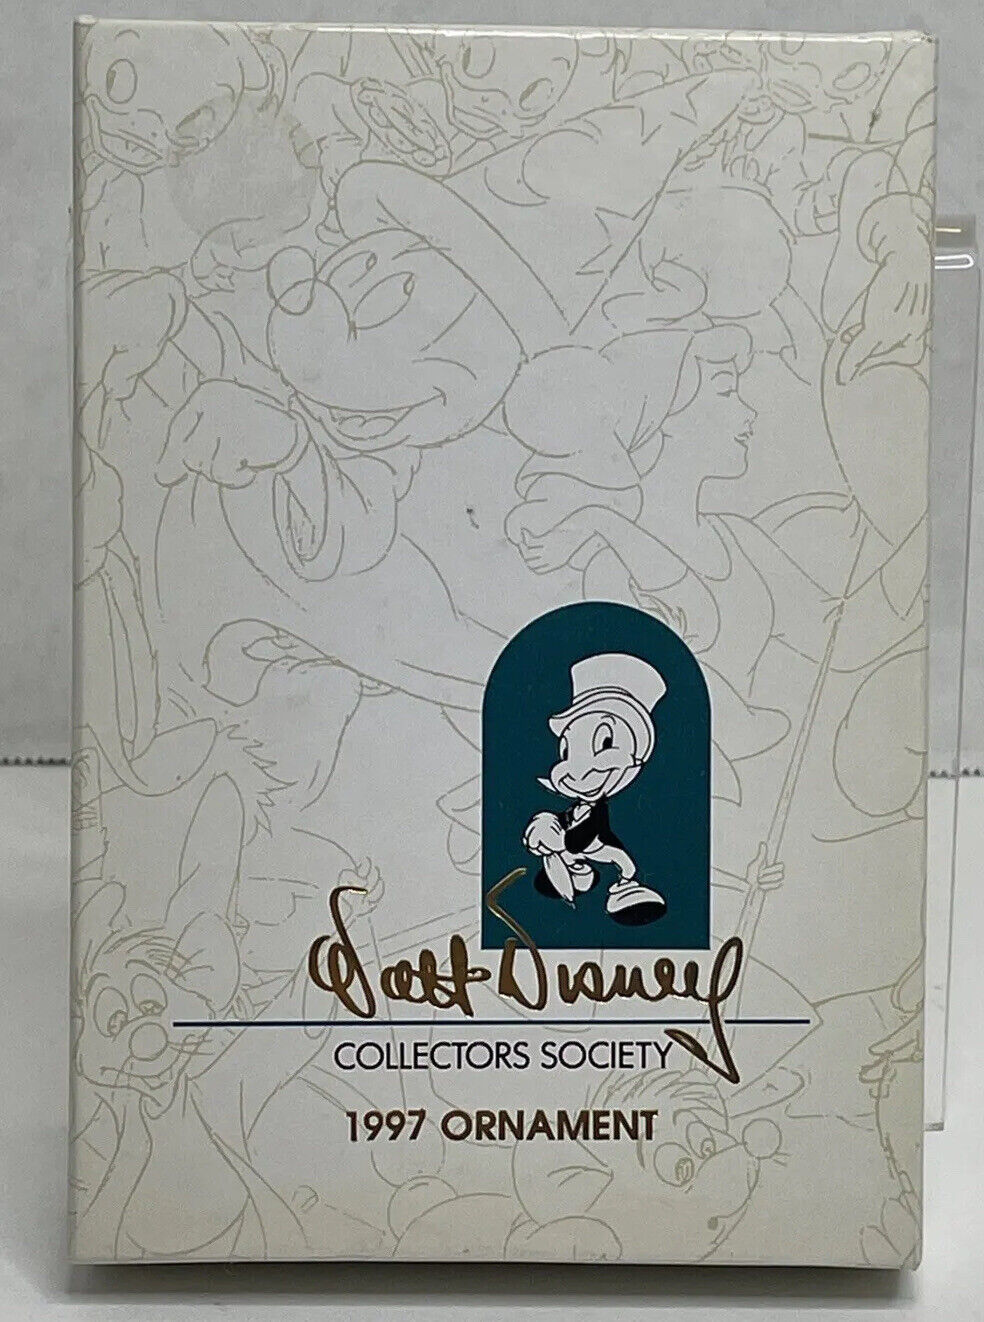 Walt Disney
COLLECTORS SOCIETY
1997 ORNAMENT